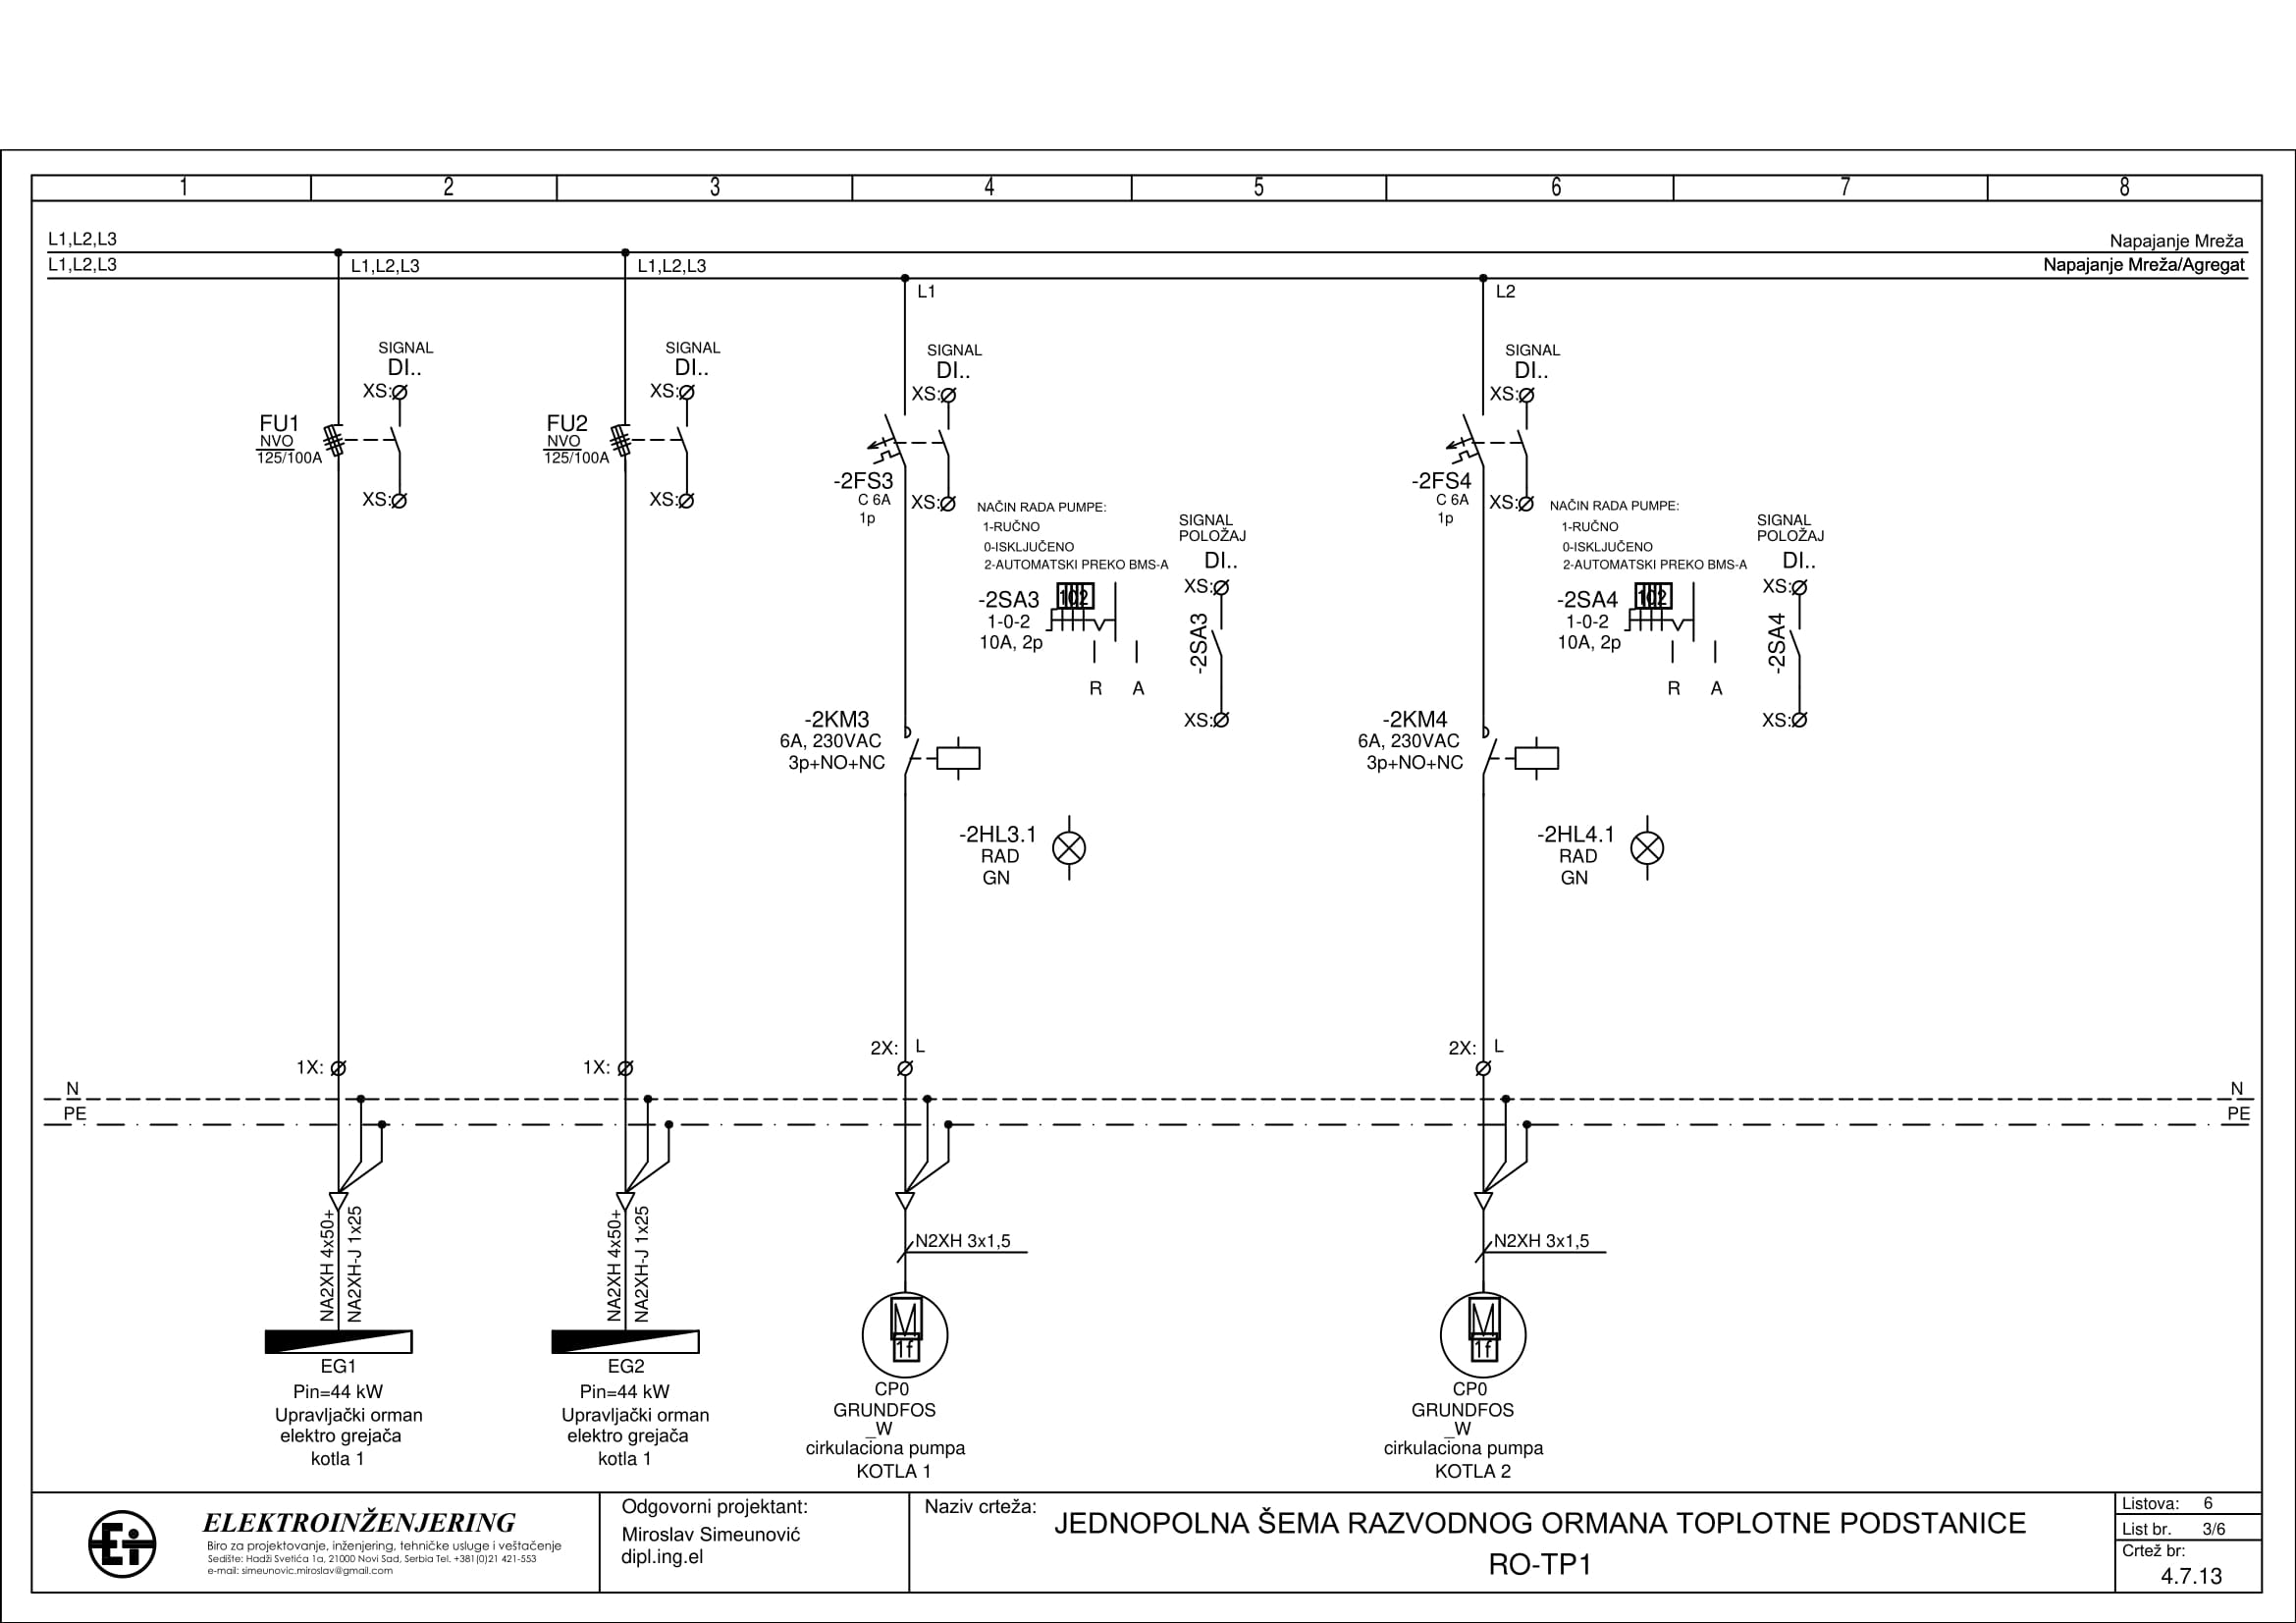 1 2 3 4 5 6 7 8
L1,L2,L3
Napajanje Mreža
L1,L2,L3
L1,L2,L3
L1,L2,L3
Napajanje Mreža/Agregat
L1
L2
SIGNAL
DI..
XS:
FU1
NVO
125/100A
XS:
SIGNAL
DI..
XS:
FU2
NVO
125/100A
XS:
SIGNAL
DI..
XS:
-2FS3
C 6A
1p
XS:
NAČIN RADA PUMPE:
1-RUČNO
0-ISKLJUČENO
2-AUTOMATSKI PREKO BMS-A
-2SA3
1-0-2
10A, 2p
102
R A
SIGNAL
POLOŽAJ
DI..
XS:
-2SA3
XS:
-2KM3
6A, 230VAC
3p+NO+NC
-2HL3.1
RAD
GN
SIGNAL
DI..
XS:
-2FS4
C 6A
1p
XS:
NAČIN RADA PUMPE:
1-RUČNO
0-ISKLJUČENO
2-AUTOMATSKI PREKO BMS-A
-2SA4
1-0-2
10A, 2p
102
R A
SIGNAL
POLOŽAJ
DI..
XS:
-2SA4
XS:
-2KM4
6A, 230VAC
3p+NO+NC
-2HL4.1
RAD
GN
1X:
1X:
2X: L
2X: L
N
N
PE
PE
NA2XH 4x50+
NA2XH-J 1x25
EG1
Pin=44 kW
Upravljački orman
elektro grejača
kotla 1
NA2XH 4x50+
NA2XH-J 1x25
EG2
Pin=44 kW
Upravljački orman
elektro grejača
kotla 1
N2XH 3x1,5
M
1f
CP0
GRUNDFOS
_W
cirkulaciona pumpa
KOTLA 1
N2XH 3x1,5
M
1f
CP0
GRUNDFOS
_W
cirkulaciona pumpa
KOTLA 2
Ei
ELEKTROINŽENJERING
Biro za projektovanje, inženjering, tehničke usluge i veštačenje
Sedište: Hadži Svetića 1a, 21000 Novi Sad, Serbia Tel. +381(0)21 421-553
e-mail: simeunovic.miroslav@gmail.com
Odgovorni projektant:
Miroslav Simeunović
dipl.ing.el
Naziv crteža:
JEDNOPOLNA ŠEMA RAZVODNOG ORMANA TOPLOTNE PODSTANICE
RO-TP1
Listova: 6
List br. 3/6
Crtež br:
4.7.13